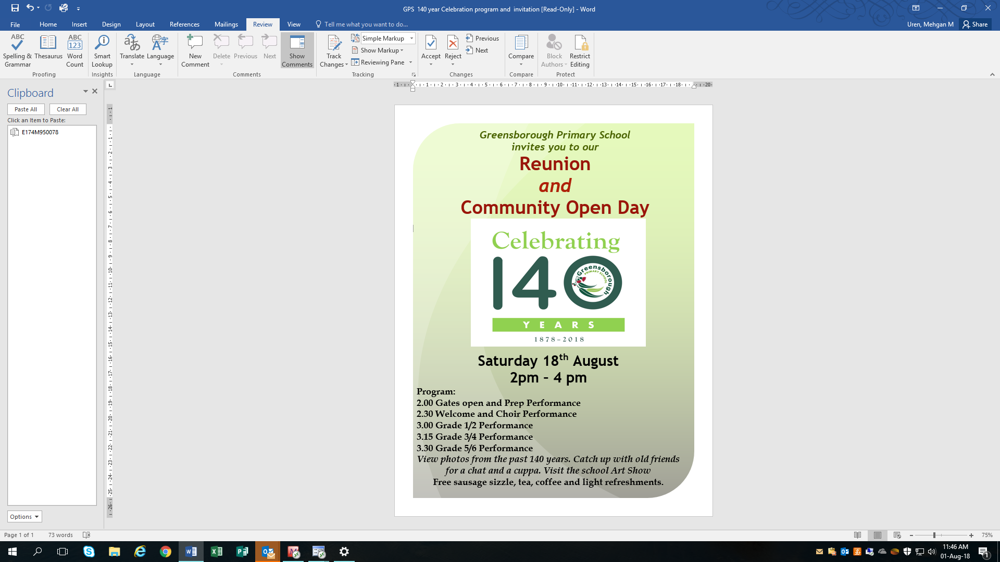 GPS  140 year Celebration program and  invitation [Read-Only] - Word
File Home Insert Design Layout References Mailings Review View Tell me what you want to do... Uren, Mehgan M Share
Spelling & Grammar
Thesaurus
Word Count
Proofing
Smart Lookup
Insights
Translate
Language
Language
New Comment
Delete
Previous
Next
Show Comments
Comments
Track Changes
Simple Markup
Show Markup
Reviewing Pane
Tracking
Accept
Reject
Previous
Next
Changes
Compare
Compare
Block Authors
Restrict Editing
Protect
Clipboard
Paste All Clear All
Click an Item to Paste:
E174M950078
Options
Greensborough Primary School
invites you to our
Reunion
and
Community Open Day
Celebrating
140
Greensborough
PRIMARY SCHOOL
YEARS
1878-2018
Saturday 18th August
2pm – 4 pm
Program:
2.00 Gates open and Prep Performance
2.30 Welcome and Choir Performance
3.00 Grade 1/2 Performance
3.15 Grade 3/4 Performance
3.30 Grade 5/6 Performance
View photos from the past 140 years. Catch up with old friends
for a chat and a cuppa. Visit the school Art Show
Free sausage sizzle, tea, coffee and light refreshments.
Page 1 of 1 73 words 75%
11:46 AM
01-Aug-18